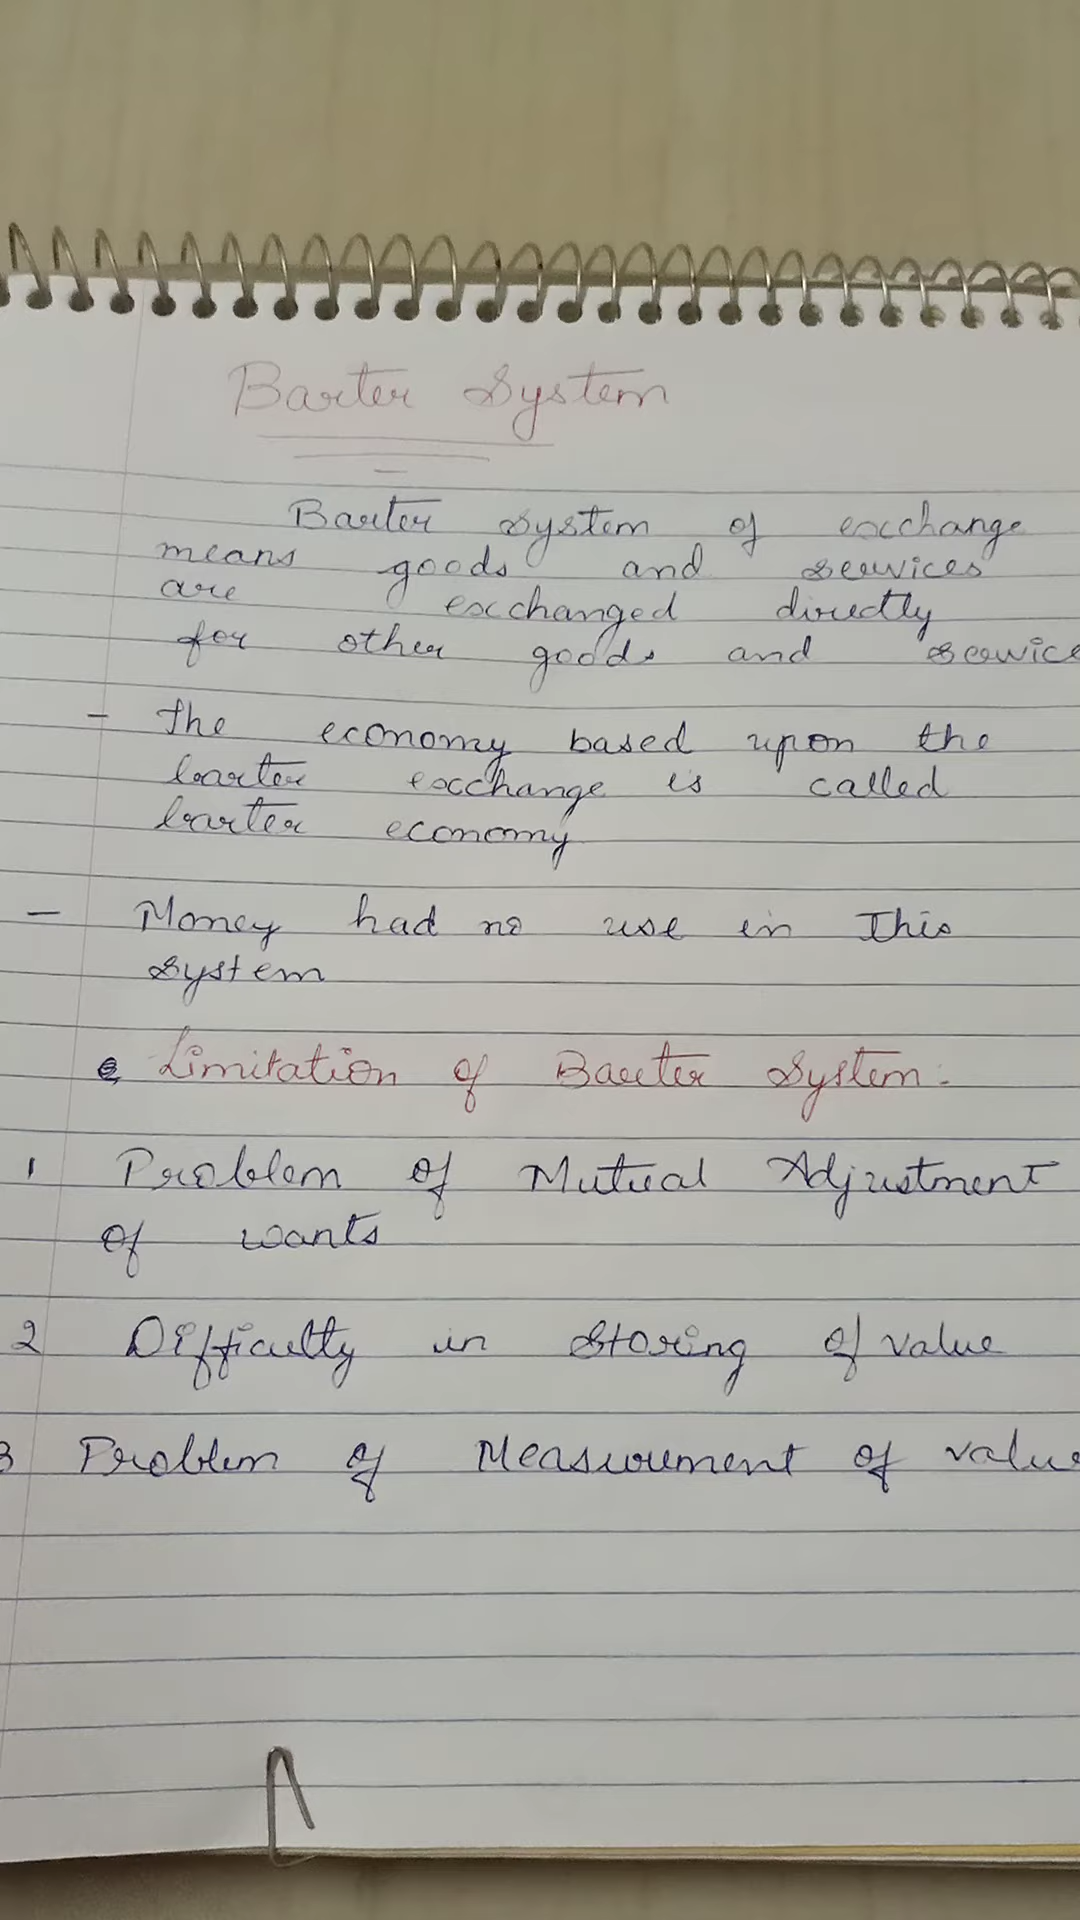 Barter System
Barter system of exchange
means goods and services
are exchanged directly
for other goods and service
- The economy based upon the
barter exchange is called
barter economy
- Money had no use in This
system
Limitation of Barter System.
1 Problem of Mutual Adjustment
of wants
2 Difficulty in Storing of value
3 Problem of Measurement of value